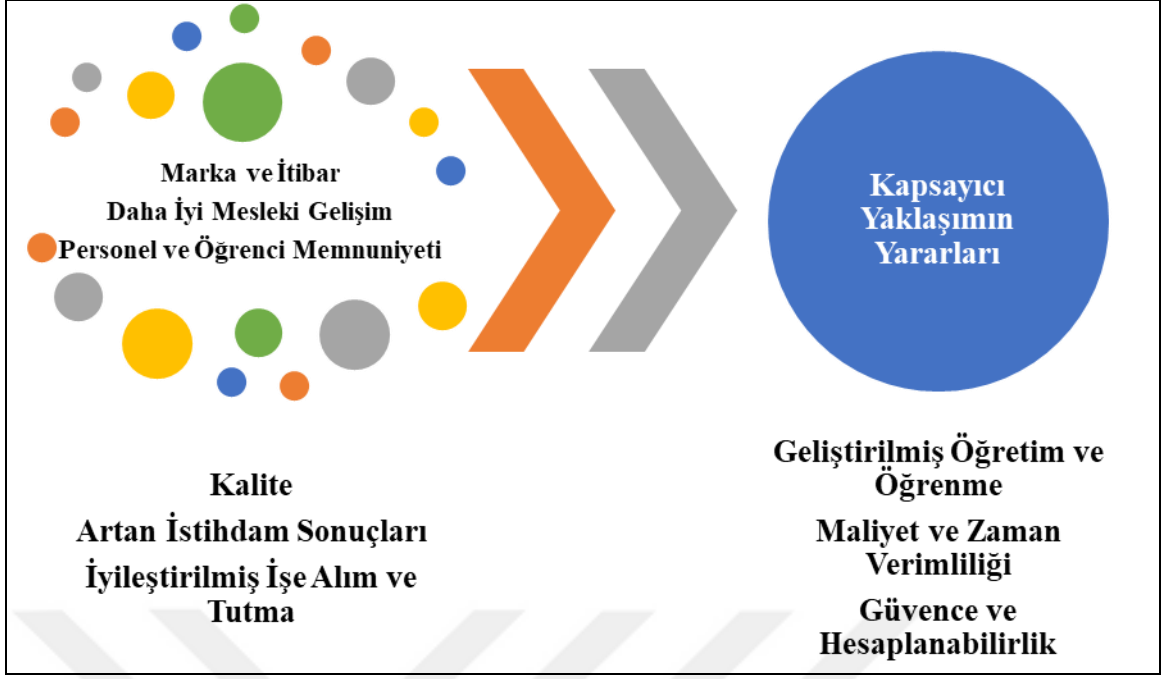 Marka ve İtibar
Daha İyi Mesleki Gelişim
Personel ve Öğrenci Memnuniyeti
Kapsayıcı
Yaklaşımın
Yararları
Kalite
Artan İstihdam Sonuçları
İyileştirilmiş İşe Alım ve
Tutma
Geliştirilmiş Öğretim ve
Öğrenme
Maliyet ve Zaman
Verimliliği
Güvence ve
Hesaplanabilirlik